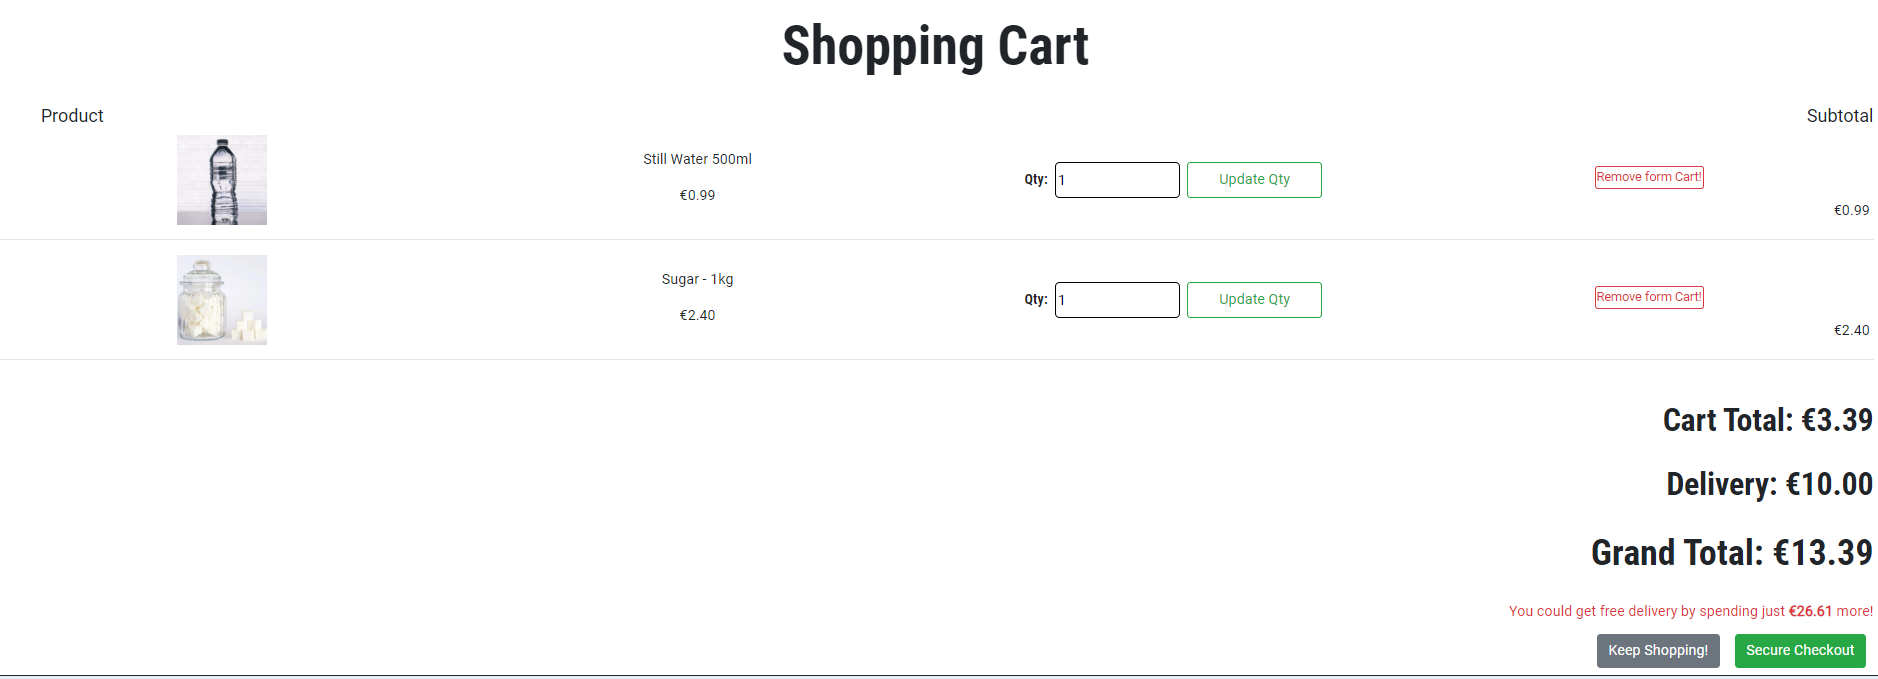 Shopping Cart
Product Subtotal
Still Water 500ml
€0.99
Qty: 1 Update Qty
Remove form Cart!
€0.99
Sugar - 1kg
€2.40
Qty: 1 Update Qty
Remove form Cart!
€2.40
Cart Total: €3.39
Delivery: €10.00
Grand Total: €13.39
You could get free delivery by spending just €26.61 more!
Keep Shopping! Secure Checkout